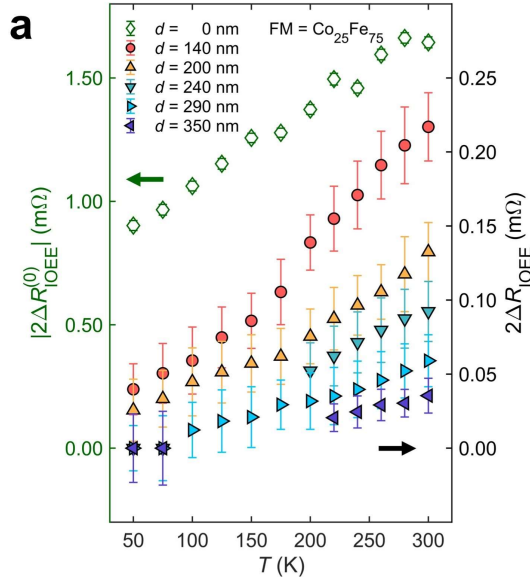 a
d = 0 nm
d = 140 nm
d = 200 nm
d = 240 nm
d = 290 nm
d = 350 nm
FM = Co₂₅Fe₇₅
|2ΔR⁽⁰⁾_IOEE| (mΩ)
1.50
1.00
0.50
0.00
2ΔR_IOEE (mΩ)
0.25
0.20
0.15
0.10
0.05
0.00
50 100 150 200 250 300
T (K)